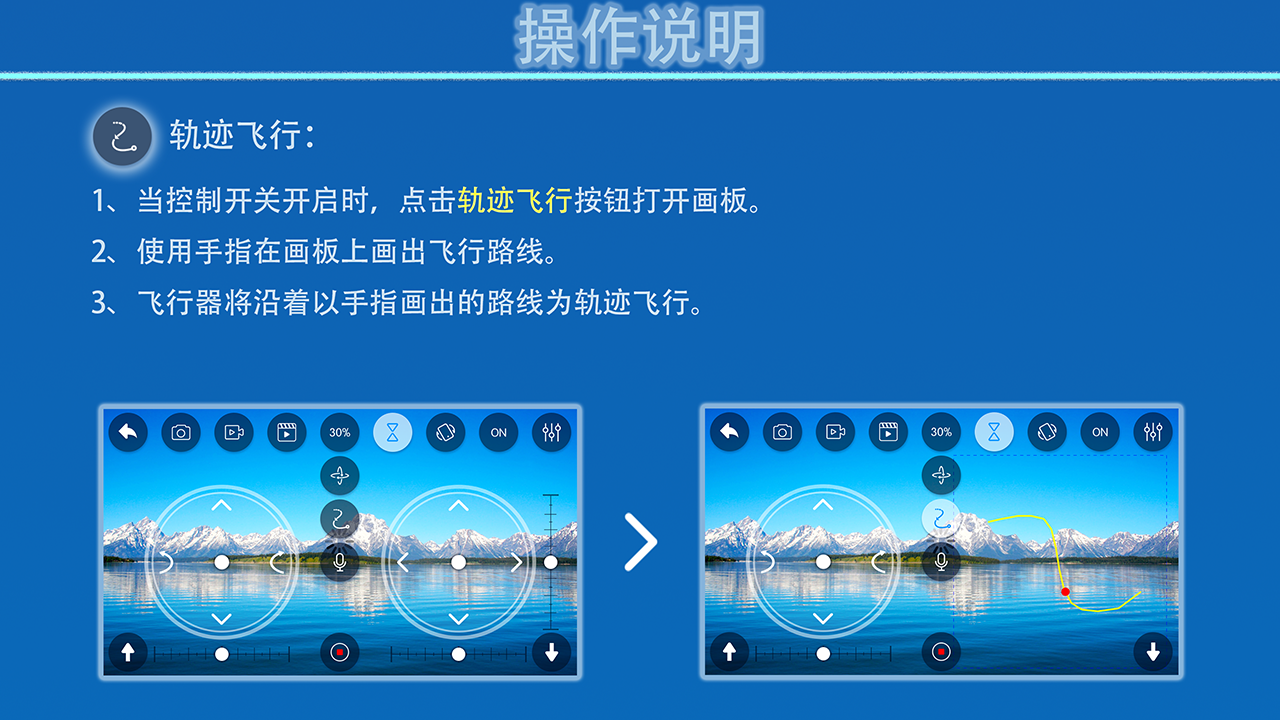 操作说明
轨迹飞行：
1、当控制开关开启时，点击轨迹飞行按钮打开画板。
2、使用手指在画板上画出飞行路线。
3、飞行器将沿着以手指画出的路线为轨迹飞行。
30% ON
30% ON